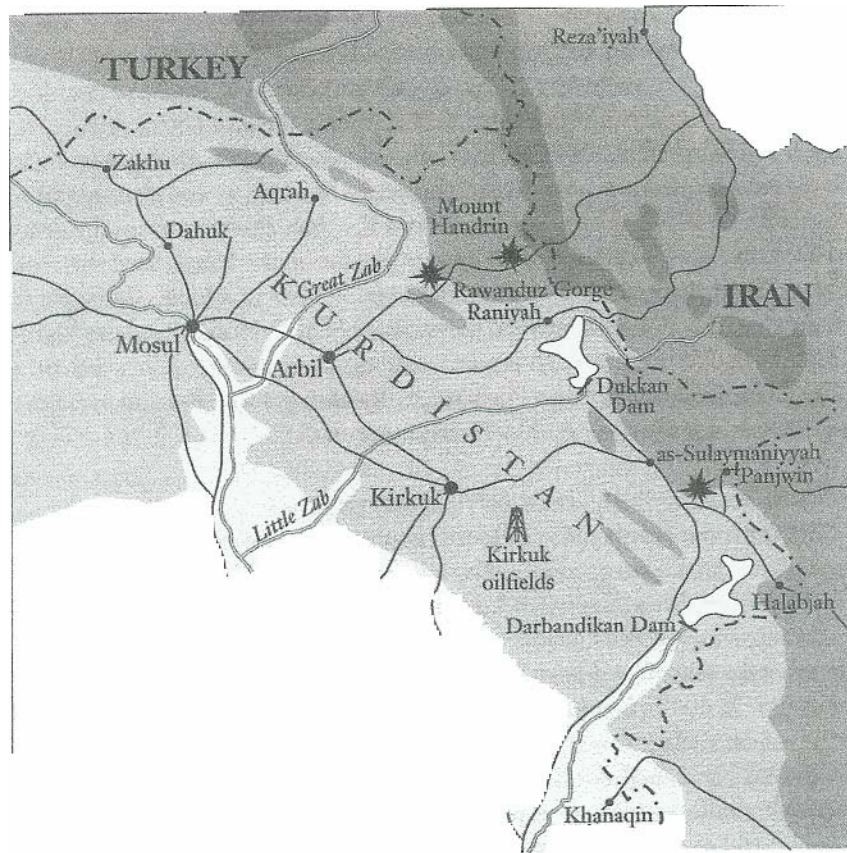 Reza'iyah
TURKEY
Zakhu
Aqrah
Mount
Handrin
Dahuk
Great Zab
Rawanduz Gorge
IRAN
Raniyah
Mosul
Arbil
KURDISTAN
Dukkan
Dam
as-Sulaymaniyyah
Panjwin
Kirkuk
Little Zab
Kirkuk
oilfields
Halabjah
Darbandikan Dam
Khanaqin